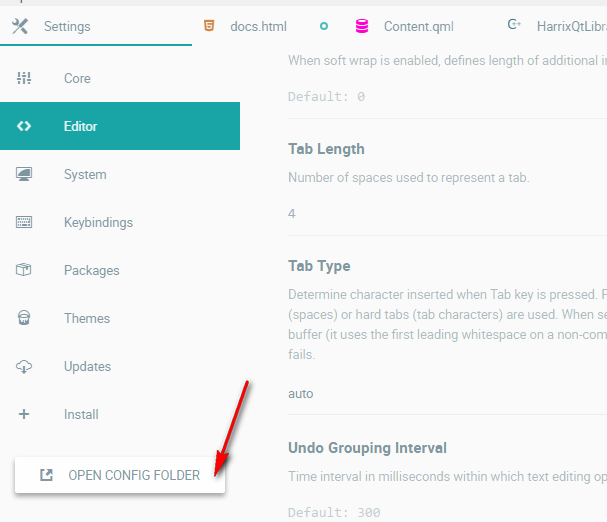 Settings
docs.html
Content.qml
C++
HarrixQtLibra
Core
Editor
System
Keybindings
Packages
Themes
Updates
Install
OPEN CONFIG FOLDER
When soft wrap is enabled, defines length of additional in
Default: 0
Tab Length
Number of spaces used to represent a tab.
4
Tab Type
Determine character inserted when Tab key is pressed. P
(spaces) or hard tabs (tab characters) are used. When se
buffer (it uses the first leading whitespace on a non-com
fails.
auto
Undo Grouping Interval
Time interval in milliseconds within which text editing op
Default: 300